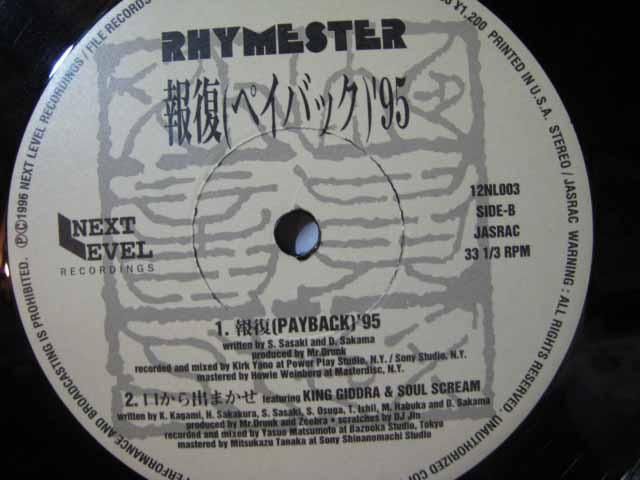 RHYMESTER
報復(ペイバック)'95
12NL003
SIDE-B
JASRAC
33 1/3 RPM
NEXT
LEVEL
RECORDINGS
1. 報復(PAYBACK)'95
written by S. Sasaki and D. Sakama
produced by Mr.Drunk
recorded and mixed by Kirk Yano at Power Play Studio, N.Y. / Sony Studio, N.Y.
mastered by Howie Weinberg at Masterdisc, N.Y.
2. 口から出まかせ featuring KING GIDDRA & SOUL SCREAM
written by K. Kagami, H. Sakurada, S. Sasaki, S. Osuga, T. Ishii, M. Habuka and D. Sakama
produced by Mr.Drunk and Zeebra • scratches by DJ Jin
recorded and mixed by Yasuo Matsumoto at Bazooka Studio, Tokyo
mastered by Mitsukazu Tanaka at Sony Shinanomachi Studio
PERFORMANCE AND BROADCASTING IS PROHIBITED. ℗©1996 NEXT LEVEL RECORDINGS / FILE RECORDS
¥1,200 PRINTED IN U.S.A. STEREO / JASRAC WARNING : ALL RIGHTS RESERVED. UNAUTHORIZED